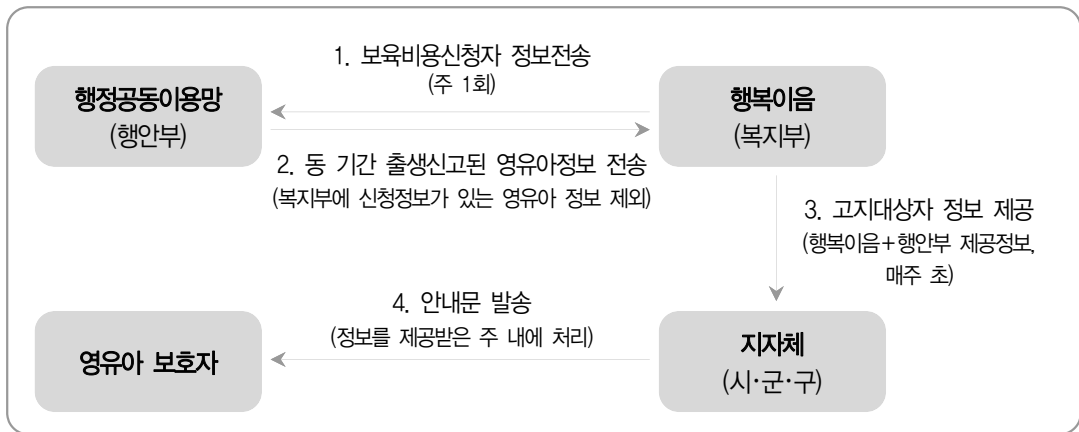 1. 보육비용신청자 정보전송
(주 1회)
행정공동이용망
(행안부)
행복이음
(복지부)
2. 동 기간 출생신고된 영유아정보 전송
(복지부에 신청정보가 있는 영유아 정보 제외)
3. 고지대상자 정보 제공
(행복이음+행안부 제공정보,
매주 초)
4. 안내문 발송
(정보를 제공받은 주 내에 처리)
영유아 보호자
지자체
(시·군·구)